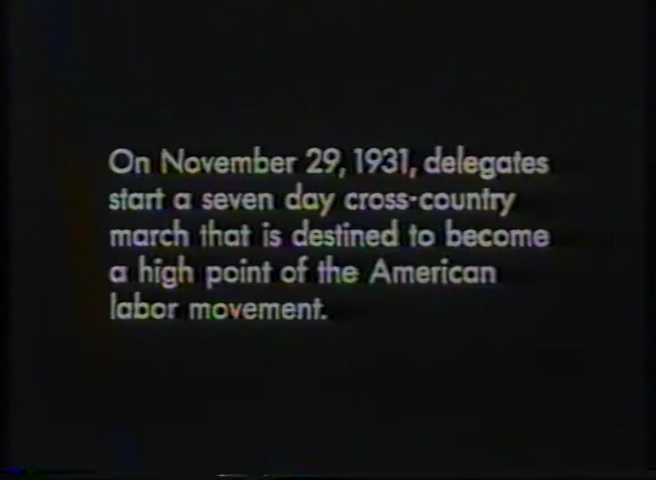 On November 29, 1931, delegates
start a seven day cross-country
march that is destined to become
a high point of the American
labor movement.